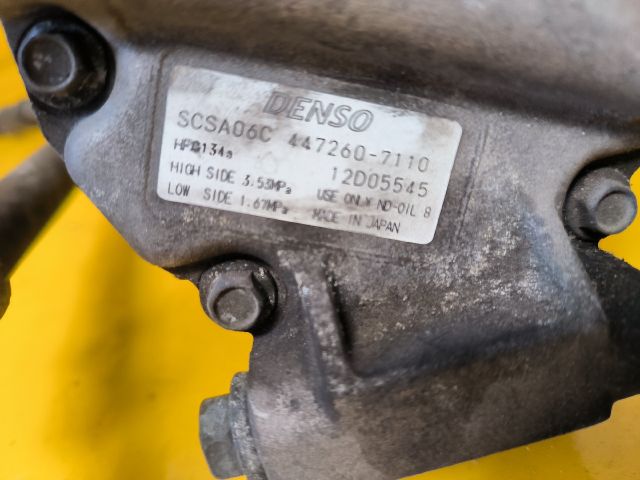 DENSO
SCSA06C 447260-7110
HFC134a 12D05545
HIGH SIDE 3.53MPa USE ONLY ND-OIL 8
LOW SIDE 1.67MPa MADE IN JAPAN